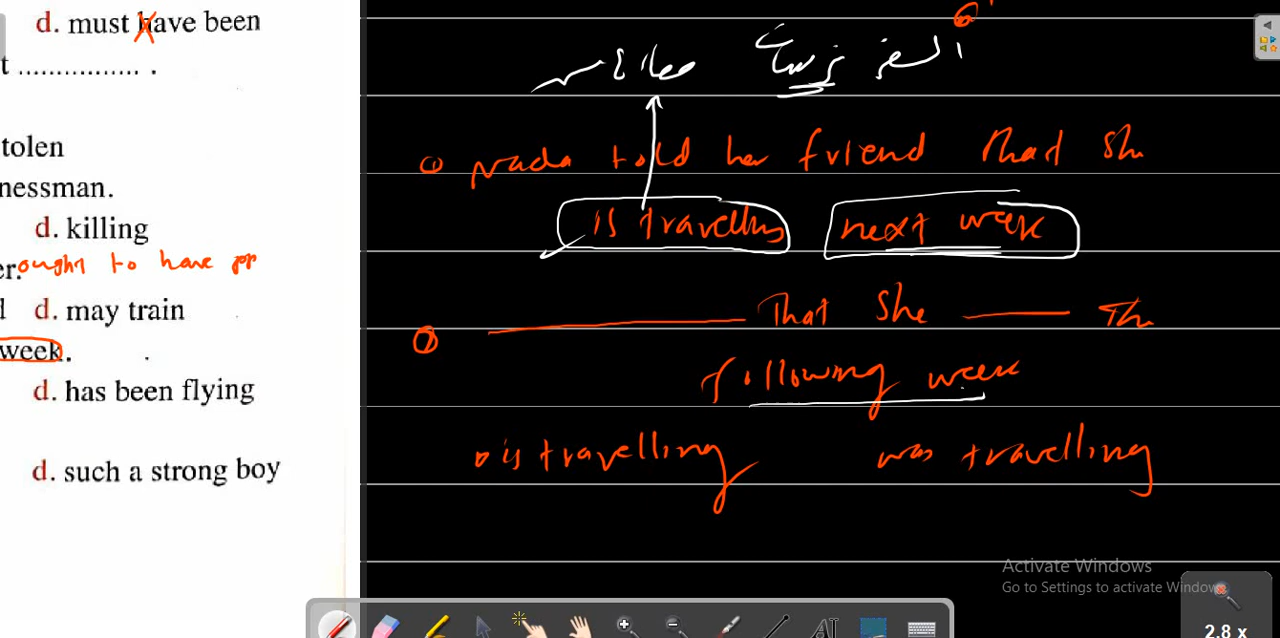 d. must have been
t ................ .
tolen
nessman.
d. killing
er. ought to have
d d. may train
week.
d. has been flying
d. such a strong boy
① Nada told her friend that she
is travelling next week
② that she the
following week
is travelling was travelling
Activate Windows
Go to Settings to activate Windows.
2.8 x